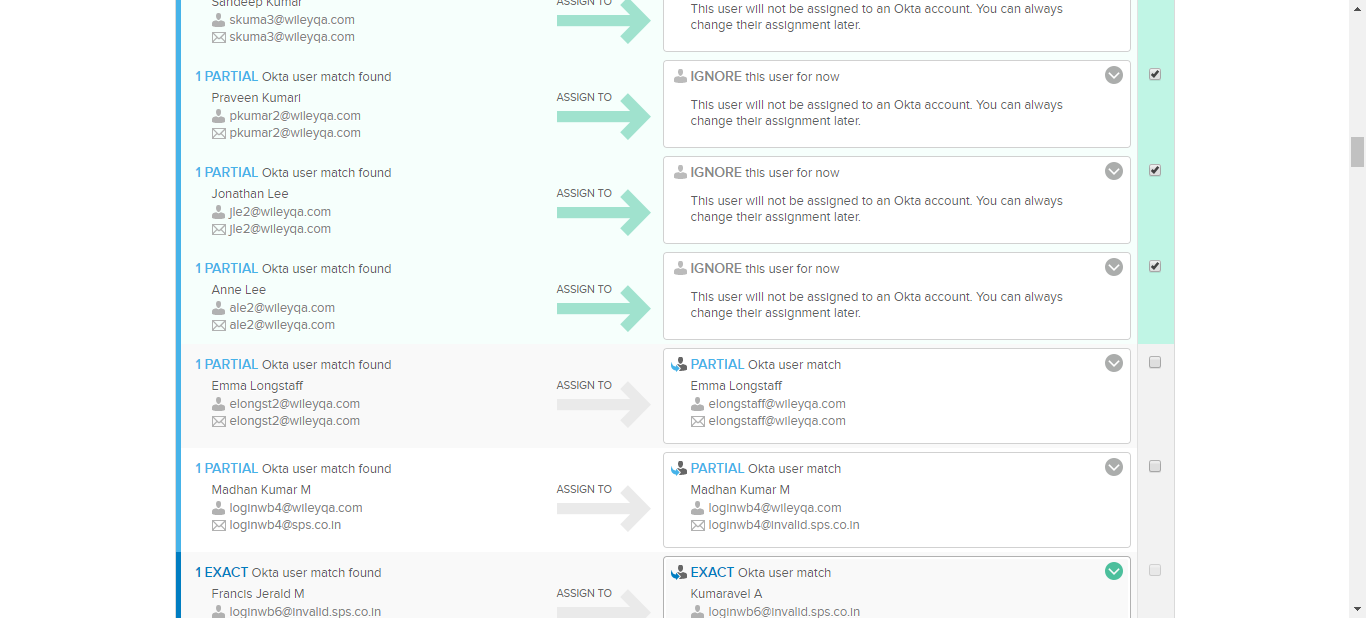 Sandeep Kumar
ASSIGN TO
This user will not be assigned to an Okta account. You can always
skuma3@wileyqa.com
change their assignment later.
skuma3@wileyqa.com
1 PARTIAL Okta user match found
IGNORE this user for now
Praveen Kumari
ASSIGN TO
This user will not be assigned to an Okta account. You can always
pkumar2@wileyqa.com
change their assignment later.
pkumar2@wileyqa.com
1 PARTIAL Okta user match found
IGNORE this user for now
Jonathan Lee
ASSIGN TO
This user will not be assigned to an Okta account. You can always
jle2@wileyqa.com
change their assignment later.
jle2@wileyqa.com
1 PARTIAL Okta user match found
IGNORE this user for now
Anne Lee
ASSIGN TO
This user will not be assigned to an Okta account. You can always
ale2@wileyqa.com
change their assignment later.
ale2@wileyqa.com
1 PARTIAL Okta user match found
PARTIAL Okta user match
Emma Longstaff
ASSIGN TO
Emma Longstaff
elongst2@wileyqa.com
elongstaff@wileyqa.com
elongst2@wileyqa.com
elongstaff@wileyqa.com
1 PARTIAL Okta user match found
PARTIAL Okta user match
Madhan Kumar M
ASSIGN TO
Madhan Kumar M
loginwb4@wileyqa.com
loginwb4@wileyqa.com
loginwb4@sps.co.in
loginwb4@invalid.sps.co.in
1 EXACT Okta user match found
EXACT Okta user match
Francis Jerald M
ASSIGN TO
Kumaravel A
loginwb6@invalid.sps.co.in
loginwb6@invalid.sps.co.in